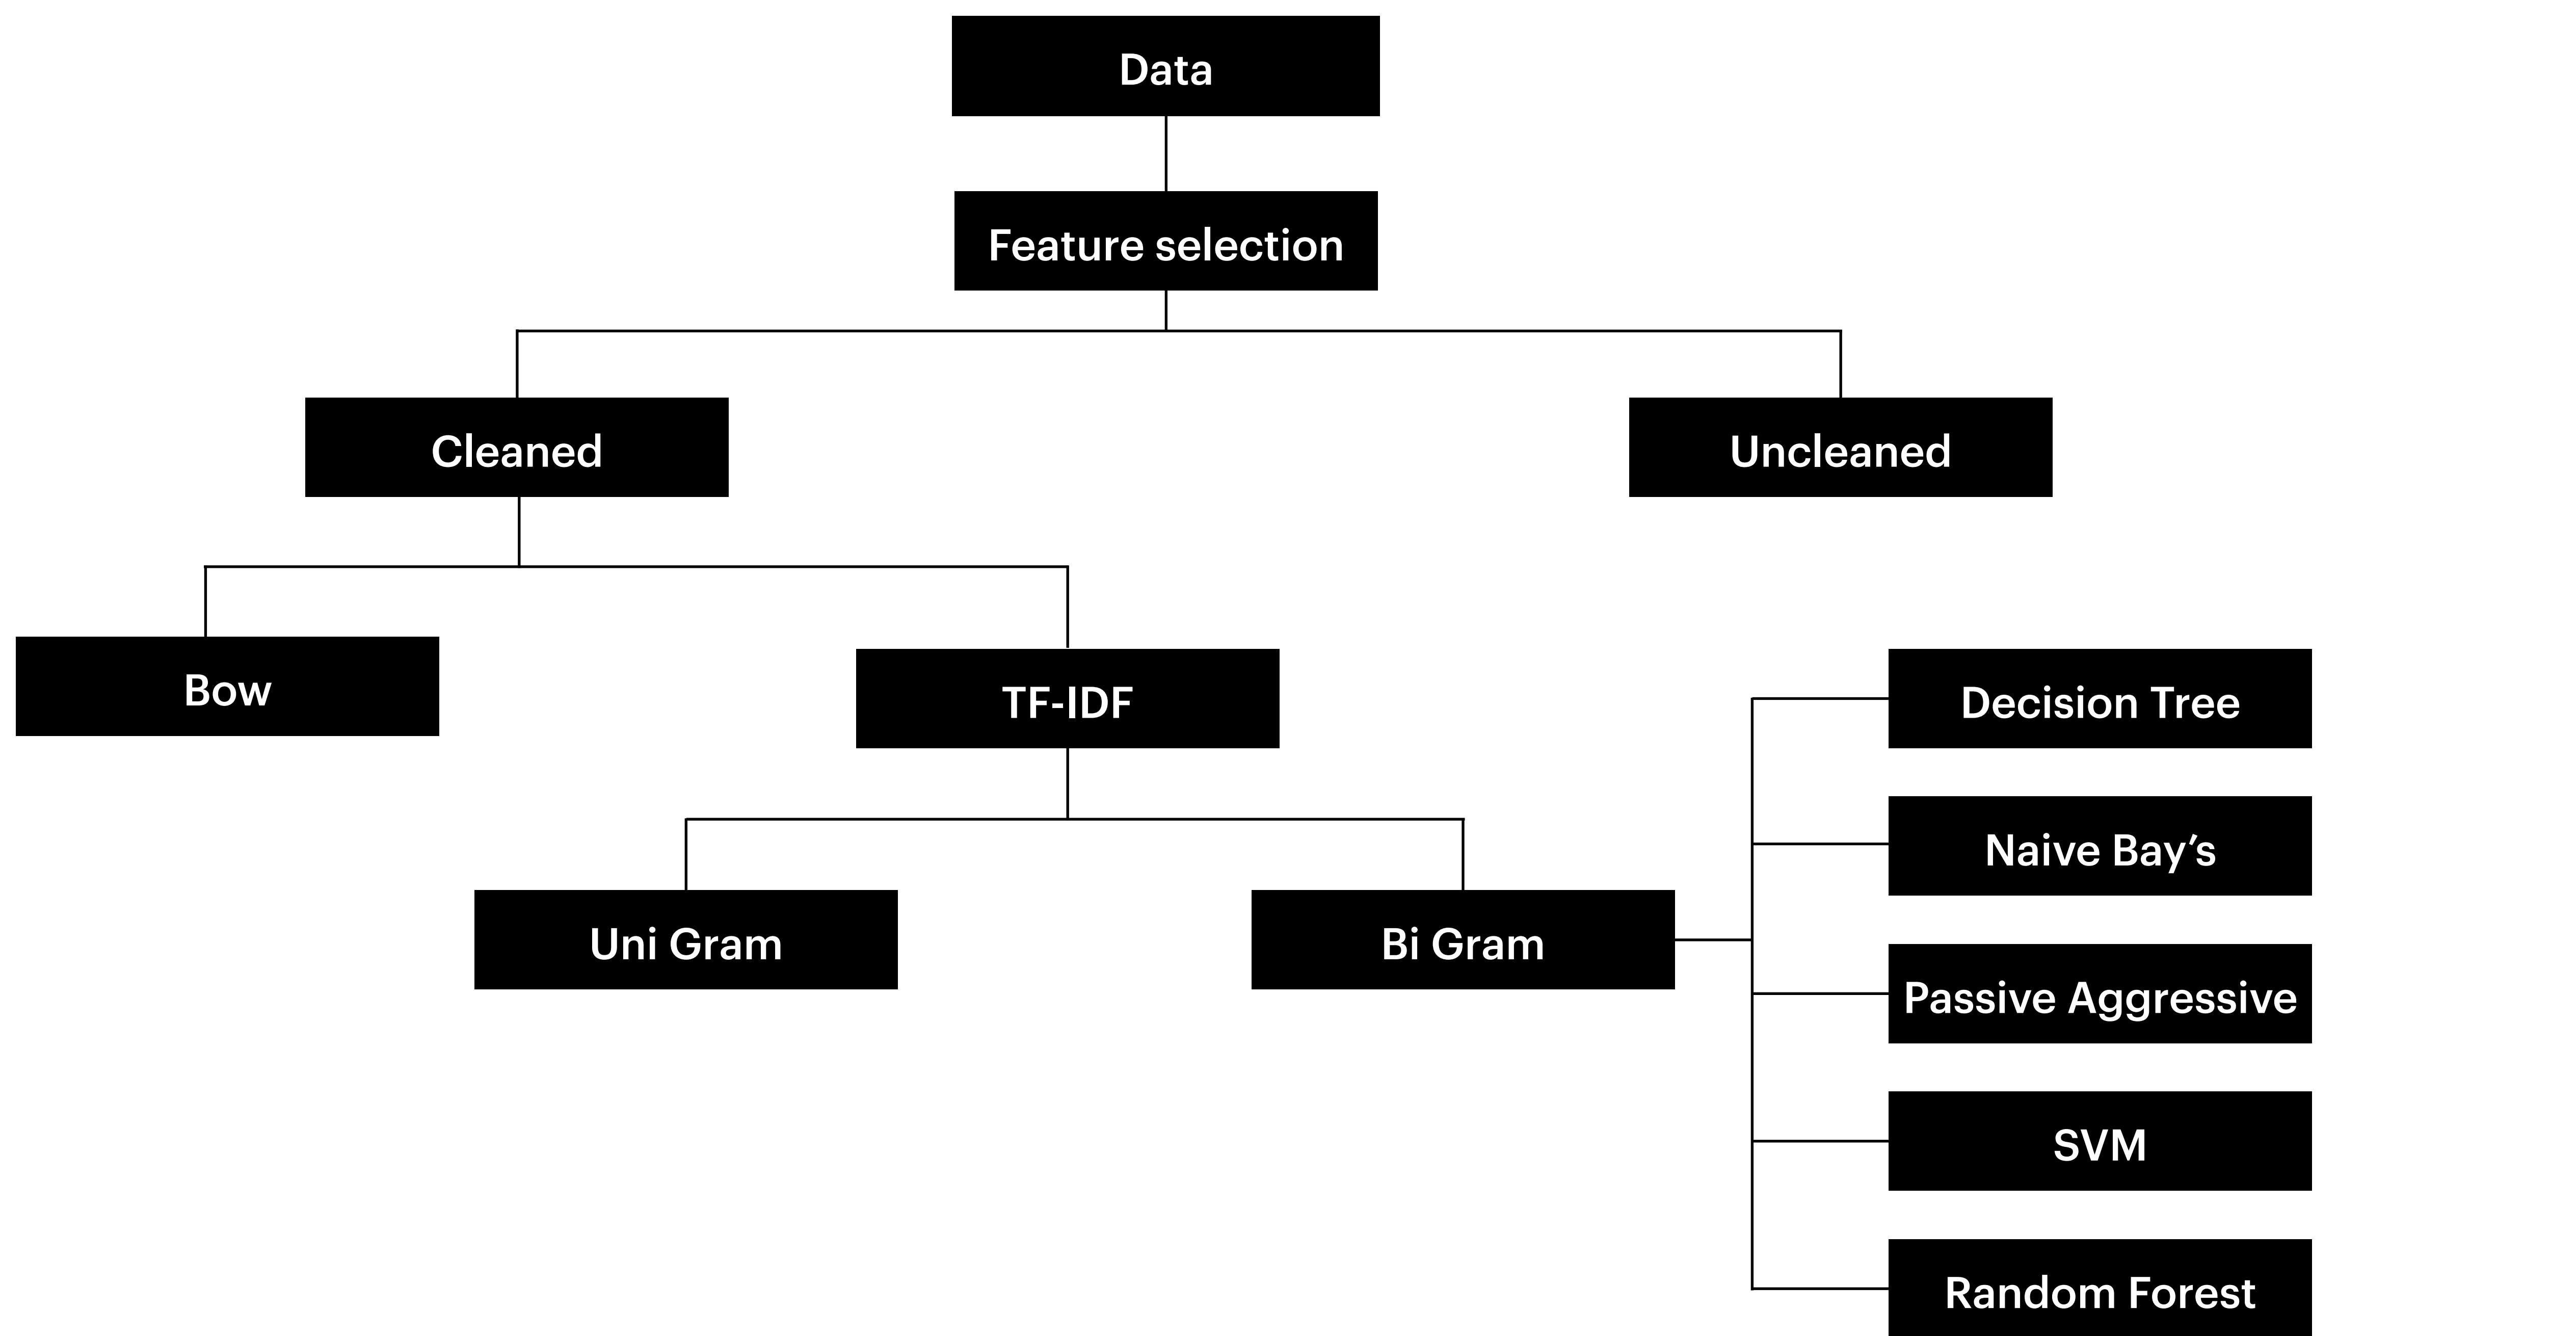 Data
Feature selection
Cleaned
Uncleaned
Bow
TF-IDF
Uni Gram
Bi Gram
Decision Tree
Naive Bay’s
Passive Aggressive
SVM
Random Forest